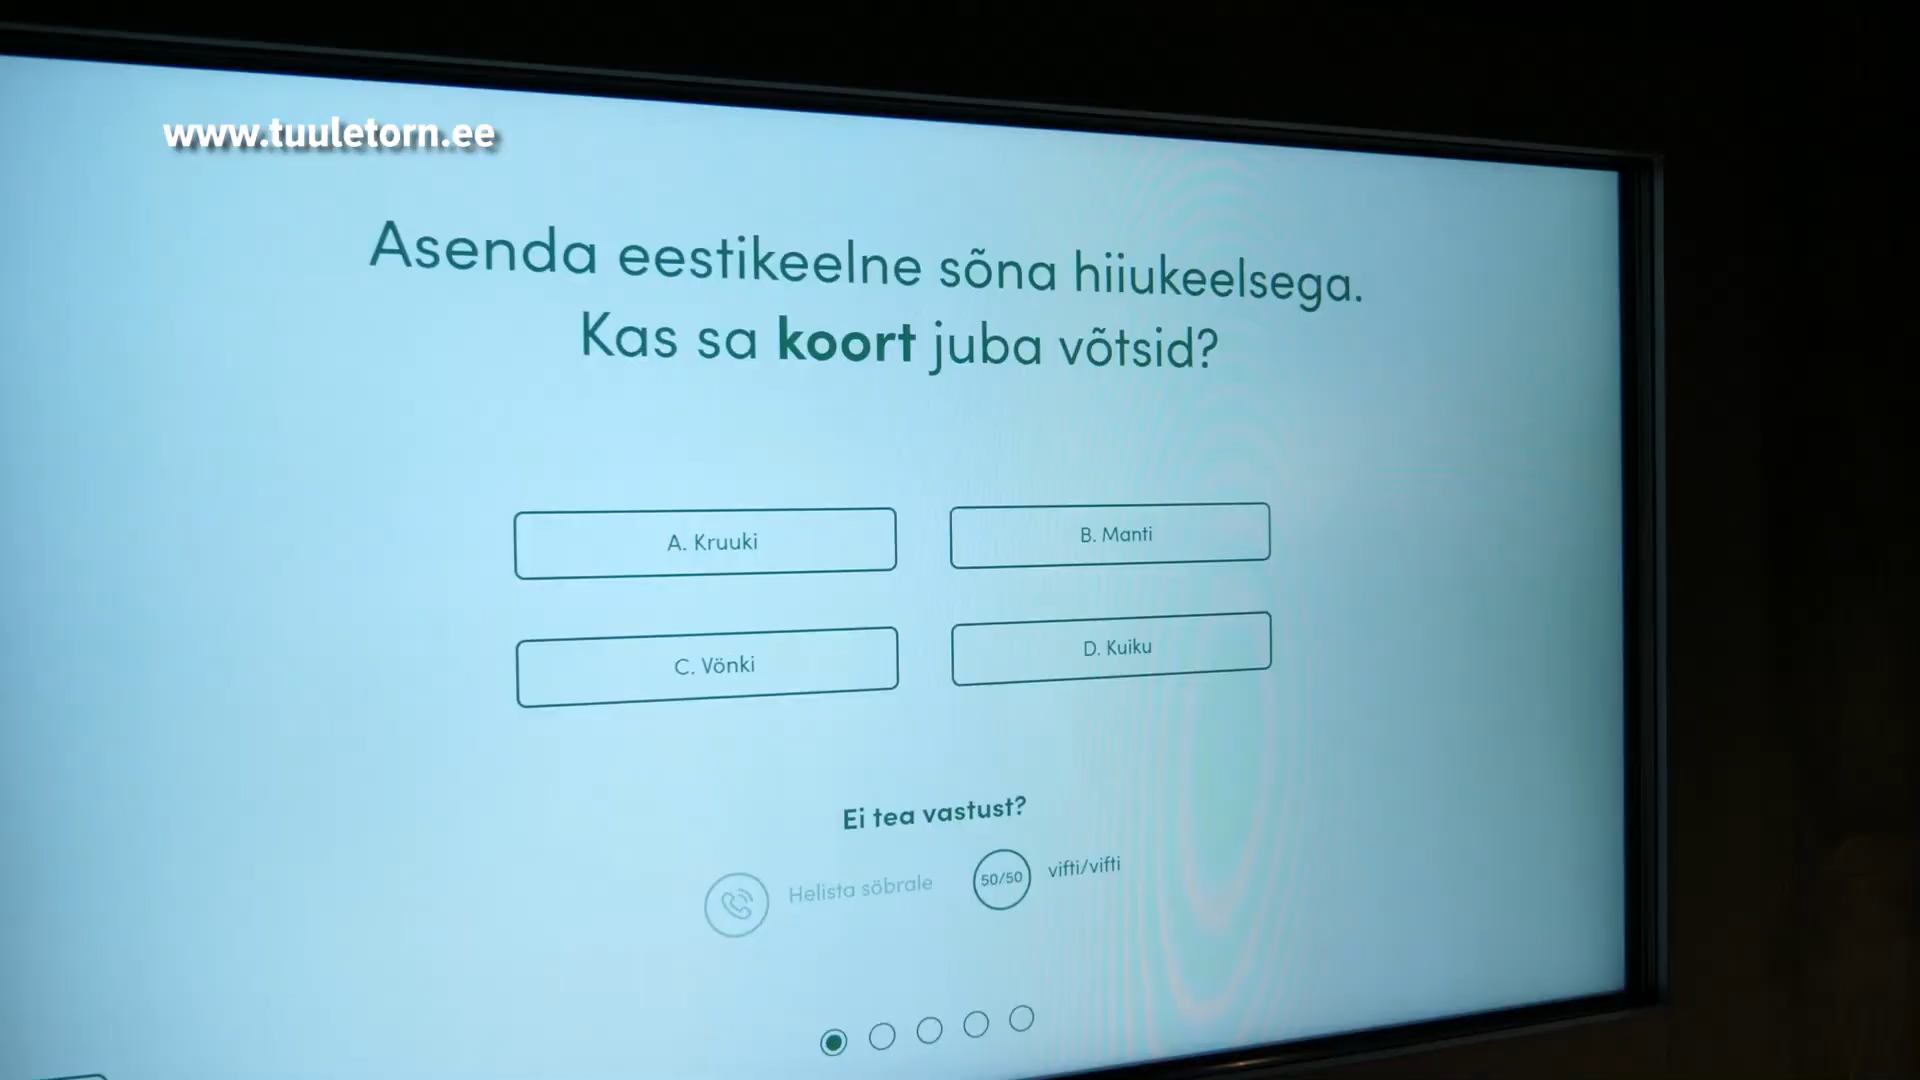 www.tuuletorn.ee
Asenda eestikeelne sõna hiiukeelsega.
Kas sa koort juba võtsid?
A. Kruuki
B. Manti
C. Vönki
D. Kuiku
Ei tea vastust?
Helista söbrale
50/50
vifti/vifti